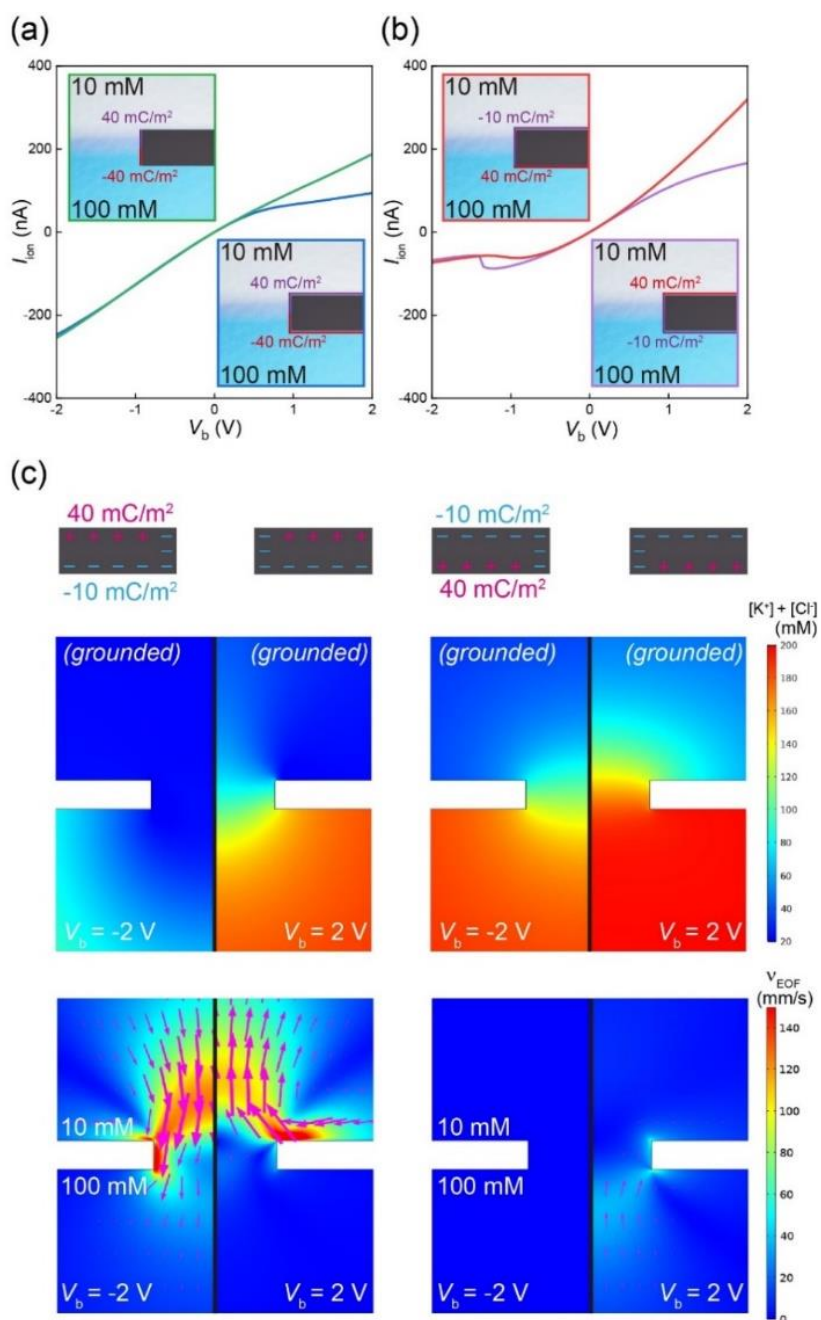 (a)
(b)
400
200
0
-200
-400
I_ion (nA)
-2
-1
0
1
2
V_b (V)
10 mM
40 mC/m²
-40 mC/m²
100 mM
10 mM
40 mC/m²
-40 mC/m²
100 mM
400
200
0
-200
-400
I_ion (nA)
-2
-1
0
1
2
V_b (V)
10 mM
-10 mC/m²
40 mC/m²
100 mM
10 mM
40 mC/m²
-10 mC/m²
100 mM
(c)
40 mC/m²
-10 mC/m²
-10 mC/m²
40 mC/m²
[K⁺] + [Cl⁻]
(mM)
(grounded)
(grounded)
(grounded)
(grounded)
200
180
160
140
120
100
80
60
40
20
V_b = -2 V
V_b = 2 V
V_b = -2 V
V_b = 2 V
ν_EOF
(mm/s)
140
120
100
80
60
40
20
0
10 mM
100 mM
10 mM
100 mM
V_b = -2 V
V_b = 2 V
V_b = -2 V
V_b = 2 V